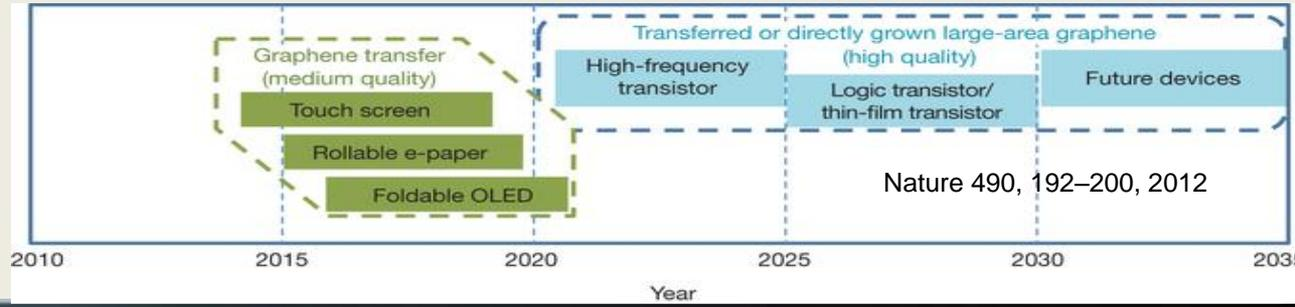 Transferred or directly grown large-area graphene
(high quality)
Graphene transfer
(medium quality)
High-frequency
transistor
Logic transistor/
thin-film transistor
Future devices
Touch screen
Rollable e-paper
Foldable OLED
Nature 490, 192–200, 2012
2010 2015 2020 2025 2030
Year